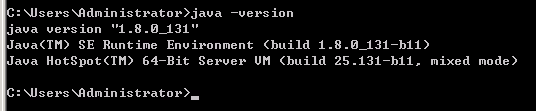 C:\Users\Administrator>java -version
java version "1.8.0_131"
Java(TM) SE Runtime Environment (build 1.8.0_131-b11)
Java HotSpot(TM) 64-Bit Server VM (build 25.131-b11, mixed mode)
C:\Users\Administrator>_